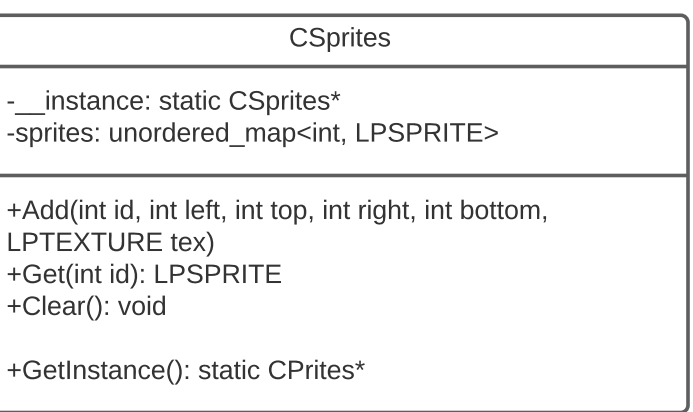 CSprites
-__instance: static CSprites*
-sprites: unordered_map<int, LPSPRITE>
+Add(int id, int left, int top, int right, int bottom,
LPTEXTURE tex)
+Get(int id): LPSPRITE
+Clear(): void
+GetInstance(): static CPrites*